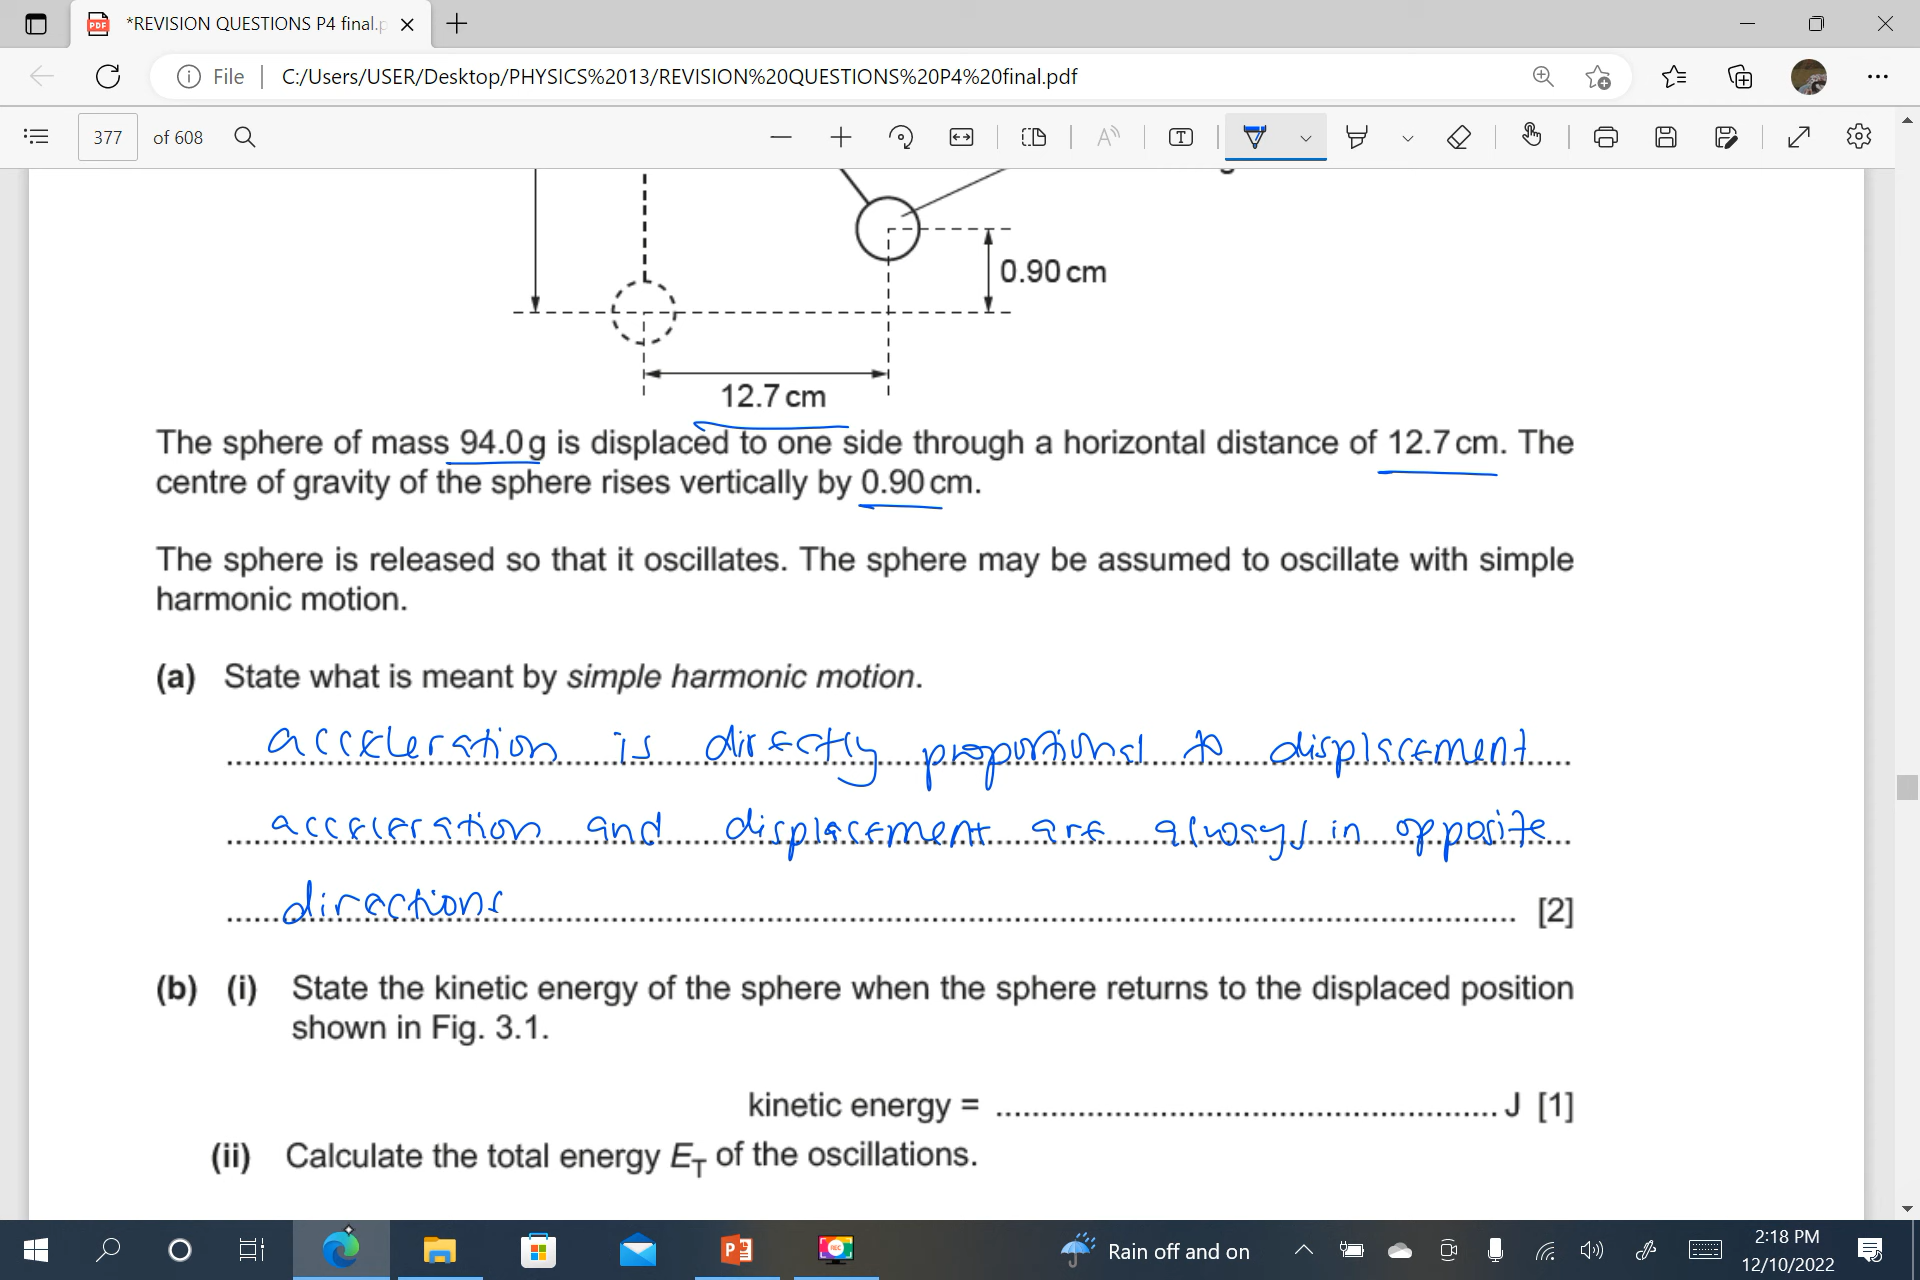 *REVISION QUESTIONS P4 final.p
File
C:/Users/USER/Desktop/PHYSICS%2013/REVISION%20QUESTIONS%20P4%20final.pdf
377 of 608
0.90 cm
12.7 cm
The sphere of mass 94.0 g is displaced to one side through a horizontal distance of 12.7 cm. The
centre of gravity of the sphere rises vertically by 0.90 cm.
The sphere is released so that it oscillates. The sphere may be assumed to oscillate with simple
harmonic motion.
(a) State what is meant by simple harmonic motion.
acceleration is directly proportional to displacement
acceleration and displacement are always in opposite
directions
[2]
(b) (i) State the kinetic energy of the sphere when the sphere returns to the displaced position
shown in Fig. 3.1.
kinetic energy = ........................................................ J [1]
(ii) Calculate the total energy E_T of the oscillations.
Rain off and on
2:18 PM
12/10/2022